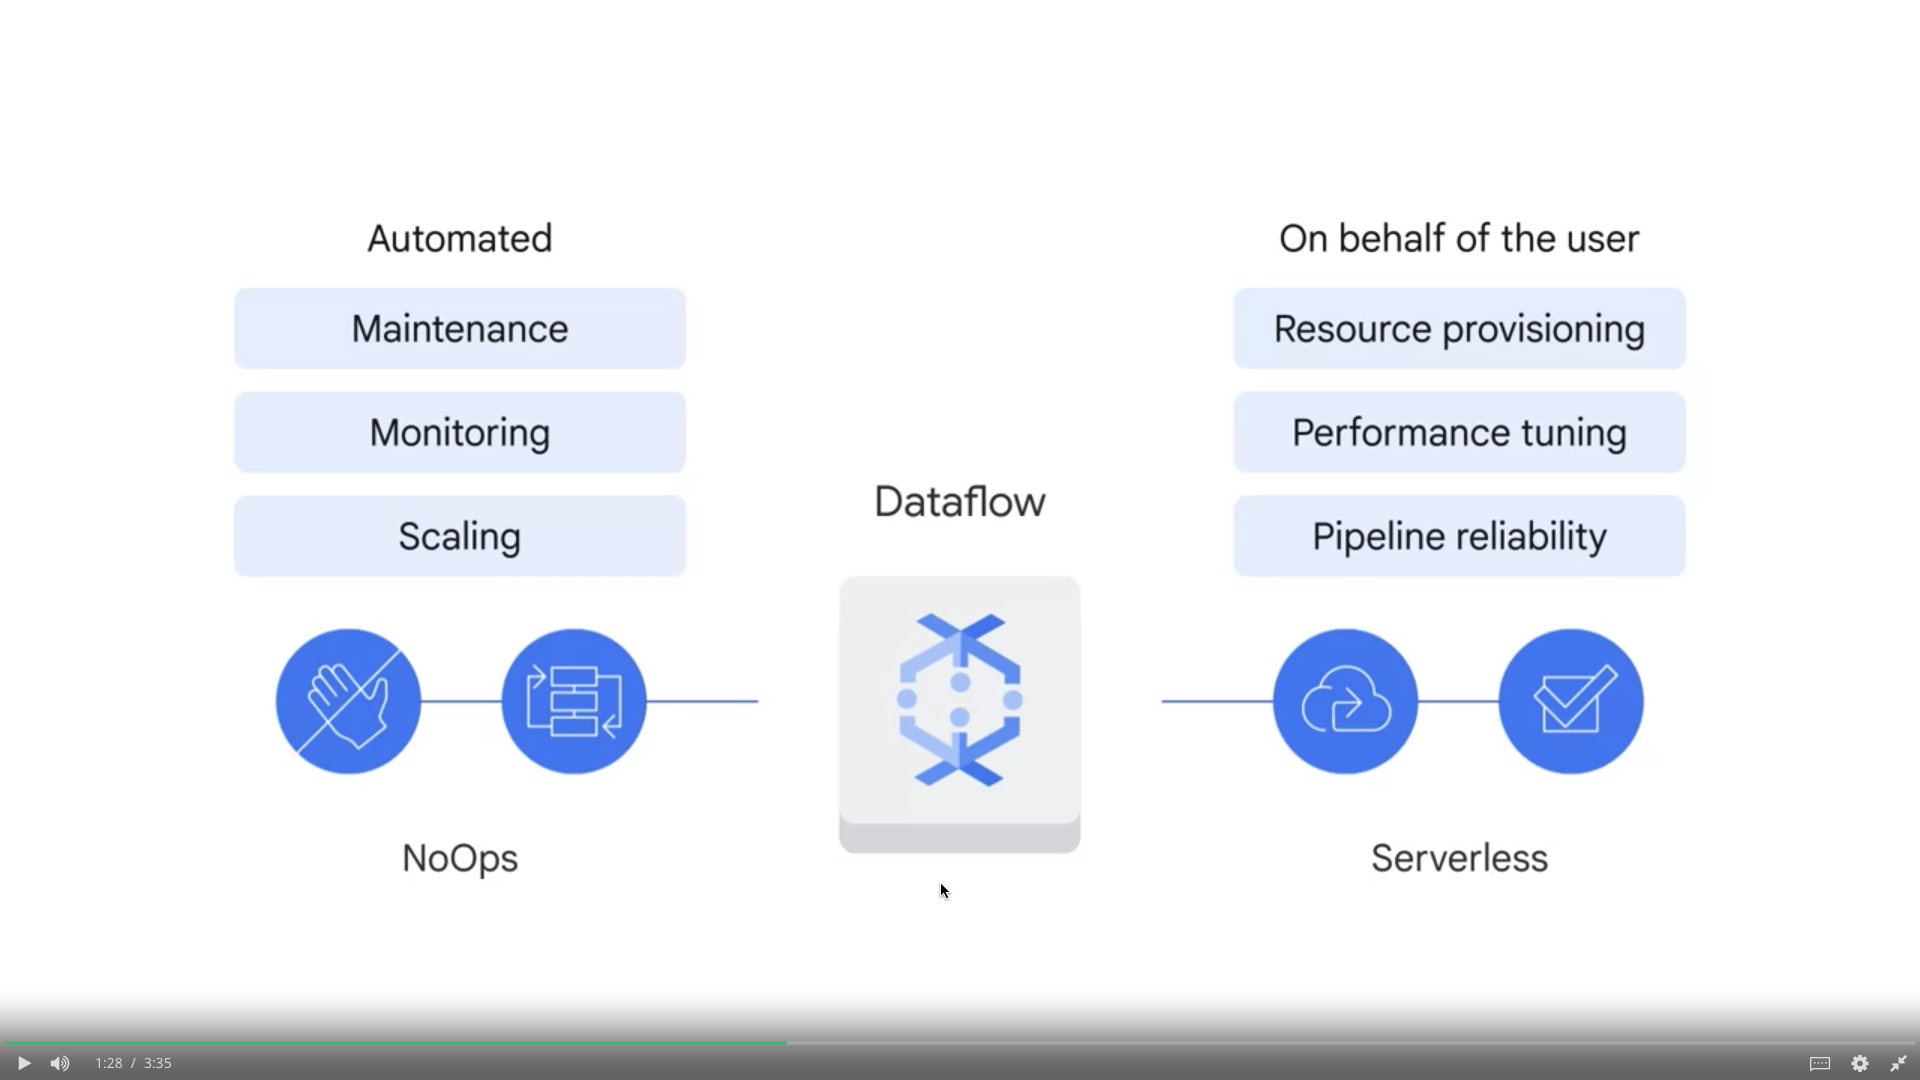 Automated
Maintenance
Monitoring
Scaling
NoOps
Dataflow
On behalf of the user
Resource provisioning
Performance tuning
Pipeline reliability
Serverless
1:28 / 3:35